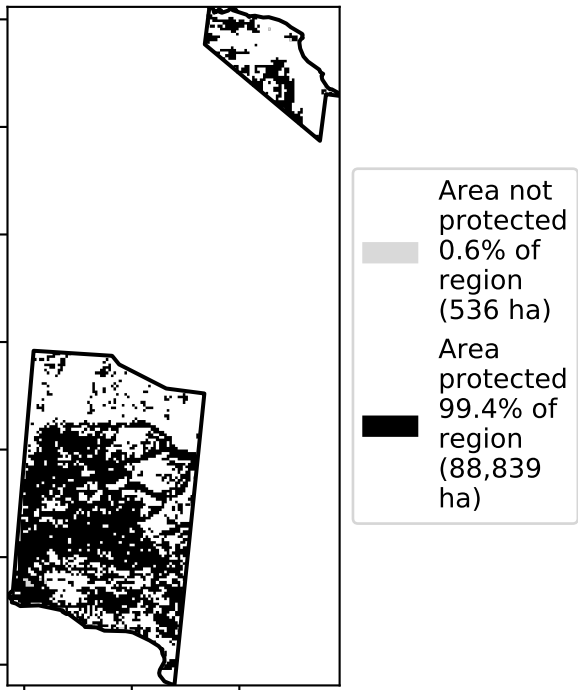 Area not
protected
0.6% of
region
(536 ha)
Area
protected
99.4% of
region
(88,839
ha)